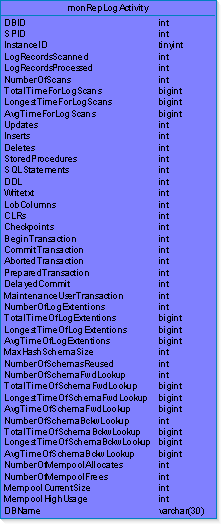 monRepLogActivity
DBID int
SPID int
InstanceID tinyint
LogRecordsScanned int
LogRecordsProcessed int
NumberOfScans int
TotalTimeForLogScans bigint
LongestTimeForLogScans bigint
AvgTimeForLogScans bigint
Updates int
Inserts int
Deletes int
StoredProcedures int
SQLStatements int
DDL int
Writetxt int
LobColumns int
CLRs int
Checkpoints int
BeginTransaction int
CommitTransaction int
AbortedTransaction int
PreparedTransaction int
DelayedCommit int
MaintenanceUserTransaction int
NumberOfLogExtentions int
TotalTimeOfLogExtentions bigint
LongestTimeOfLogExtentions bigint
AvgTimeOfLogExtentions bigint
MaxHashSchemaSize int
NumberOfSchemasReused int
NumberOfSchemaFwdLookup int
TotalTimeOfSchemaFwdLookup bigint
LongestTimeOfSchemaFwdLookup bigint
AvgTimeOfSchemaFwdLookup bigint
NumberOfSchemaBckwLookup int
TotalTimeOfSchemaBckwLookup bigint
LongestTimeOfSchemaBckwLookup bigint
AvgTimeOfSchemaBckwLookup bigint
NumberOfMempoolAllocates int
NumberOfMempoolFrees int
MempoolCurrentSize int
MempoolHighUsage int
DBName varchar(30)